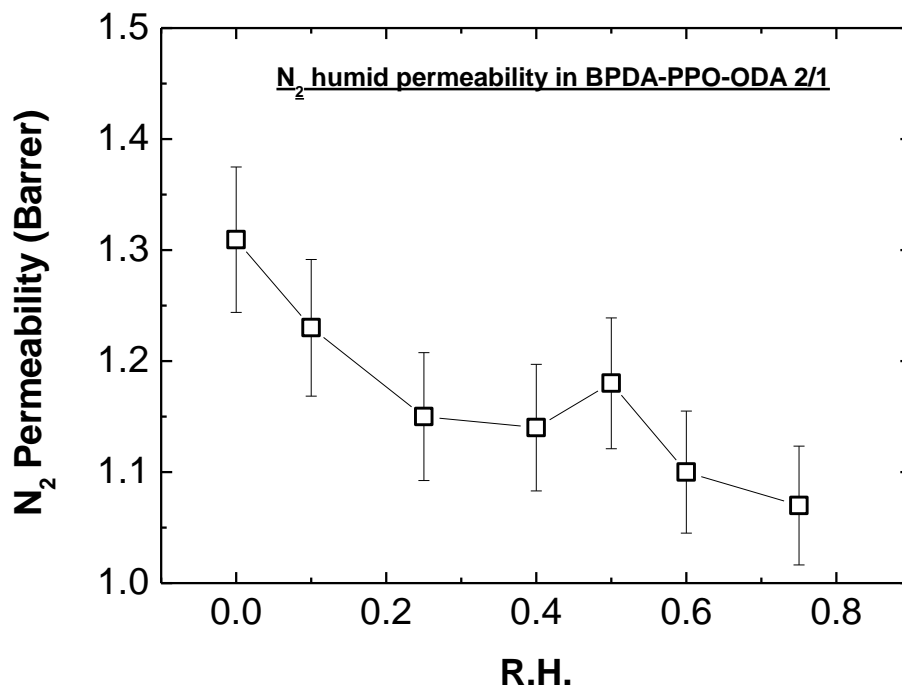 N2 humid permeability in BPDA-PPO-ODA 2/1
N2 Permeability (Barrer)
1.5
1.4
1.3
1.2
1.1
1.0
0.0 0.2 0.4 0.6 0.8
R.H.